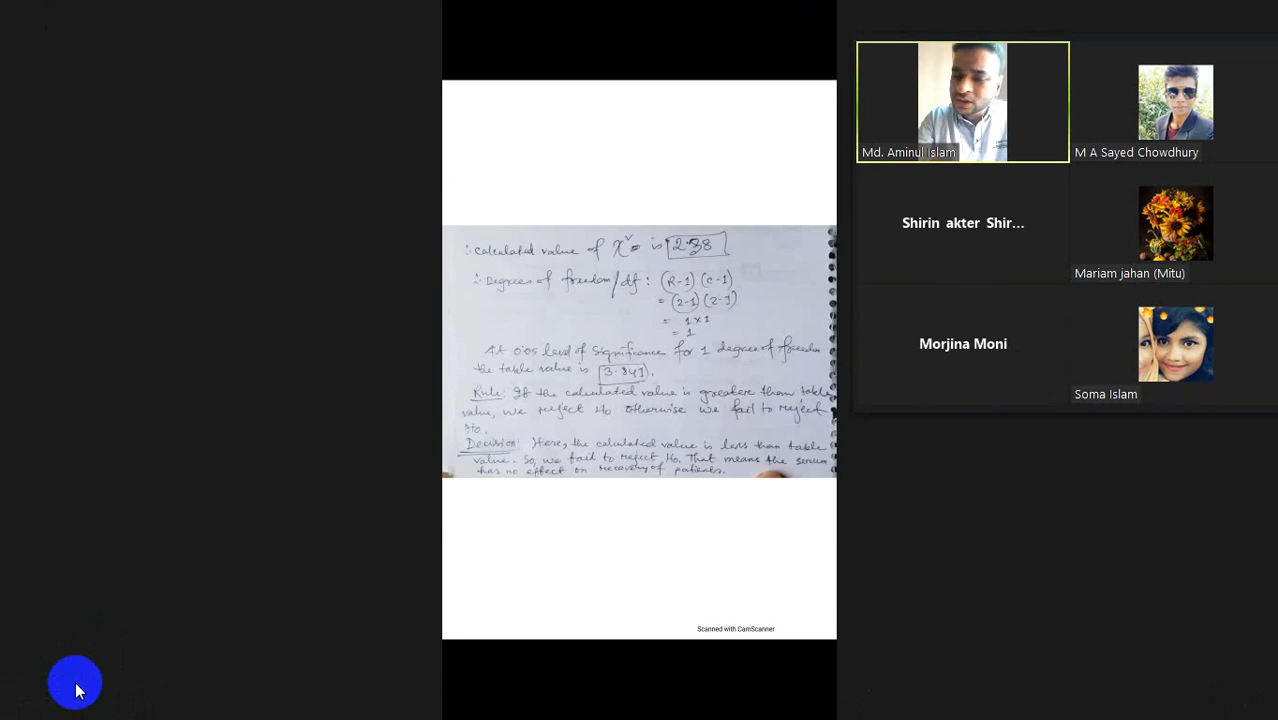 ∴ Calculated value of χ² is 2.38
∴ Degrees of freedom/df : (R-1) (C-1)
= (2-1) (2-1)
= 1×1
= 1
At 0.05 level of Significance for 1 degree of freedom
the table value is 3.841.
Rule: If the calculated value is greatere than table
value, we reject Ho otherwise we fail to reject
Ho.
Decision: Here, the calculated value is less than table
value. So, we fail to reject Ho. That means the serum
has no effect on recovery of patients.
Scanned with CamScanner
Md. Aminul Islam
M A Sayed Chowdhury
Shirin akter Shir...
Mariam jahan (Mitu)
Morjina Moni
Soma Islam